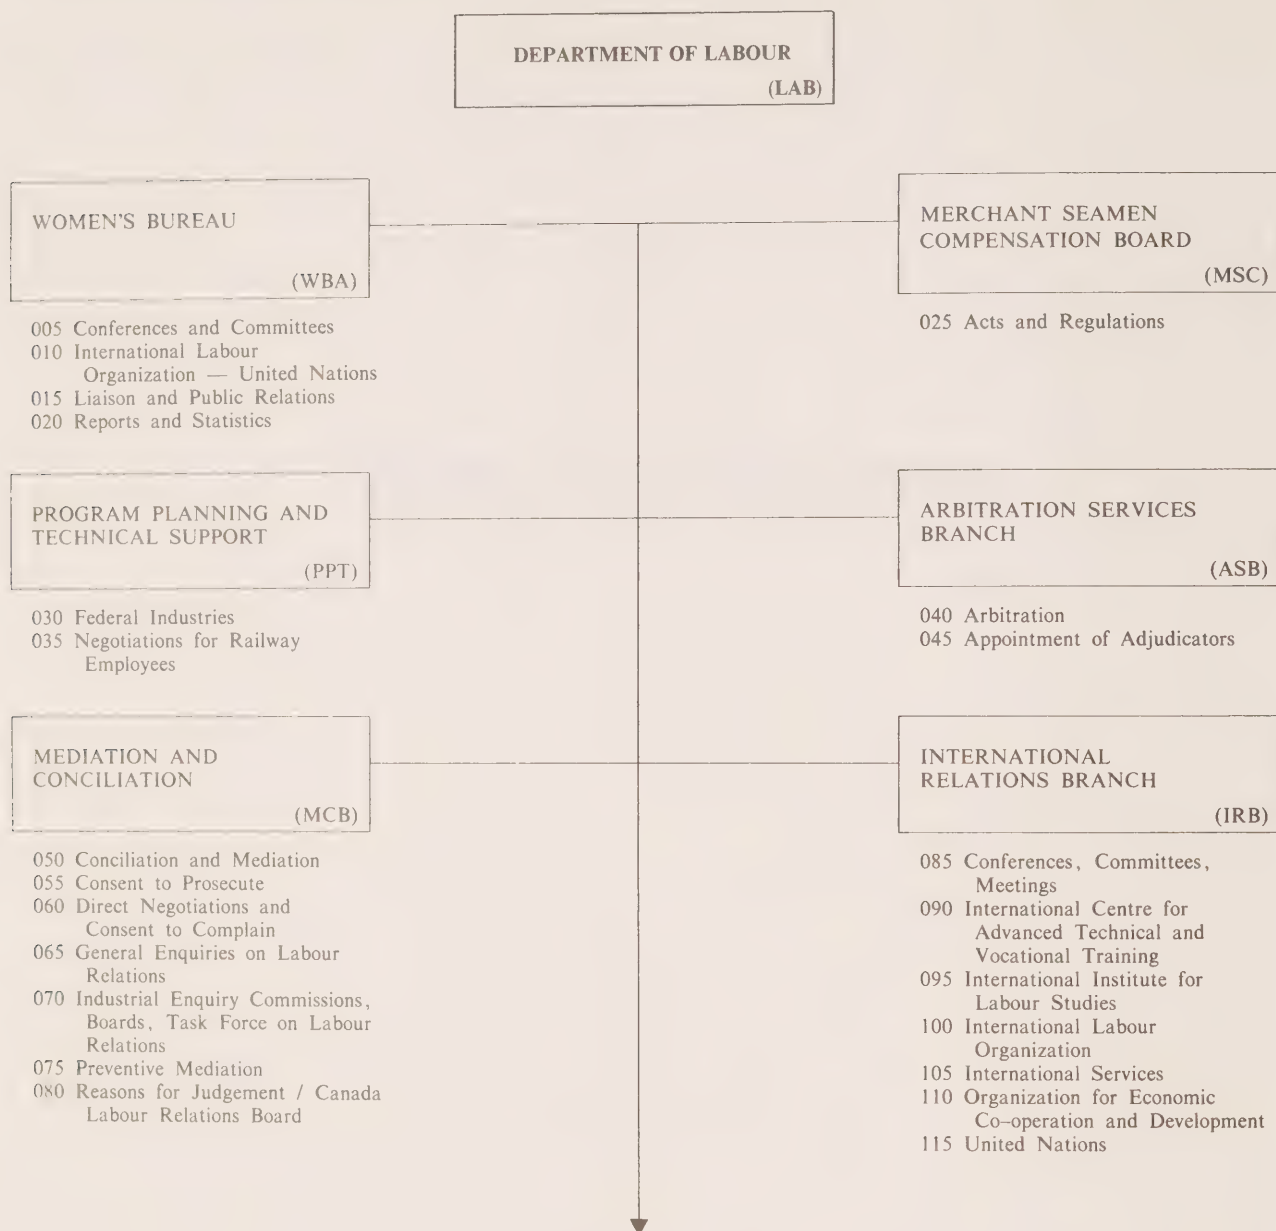 DEPARTMENT OF LABOUR
(LAB)
WOMEN'S BUREAU
(WBA)
005 Conferences and Committees
010 International Labour
Organization — United Nations
015 Liaison and Public Relations
020 Reports and Statistics
MERCHANT SEAMEN
COMPENSATION BOARD
(MSC)
025 Acts and Regulations
PROGRAM PLANNING AND
TECHNICAL SUPPORT
(PPT)
030 Federal Industries
035 Negotiations for Railway
Employees
ARBITRATION SERVICES
BRANCH
(ASB)
040 Arbitration
045 Appointment of Adjudicators
MEDIATION AND
CONCILIATION
(MCB)
050 Conciliation and Mediation
055 Consent to Prosecute
060 Direct Negotiations and
Consent to Complain
065 General Enquiries on Labour
Relations
070 Industrial Enquiry Commissions,
Boards, Task Force on Labour
Relations
075 Preventive Mediation
080 Reasons for Judgement / Canada
Labour Relations Board
INTERNATIONAL
RELATIONS BRANCH
(IRB)
085 Conferences, Committees,
Meetings
090 International Centre for
Advanced Technical and
Vocational Training
095 International Institute for
Labour Studies
100 International Labour
Organization
105 International Services
110 Organization for Economic
Co-operation and Development
115 United Nations